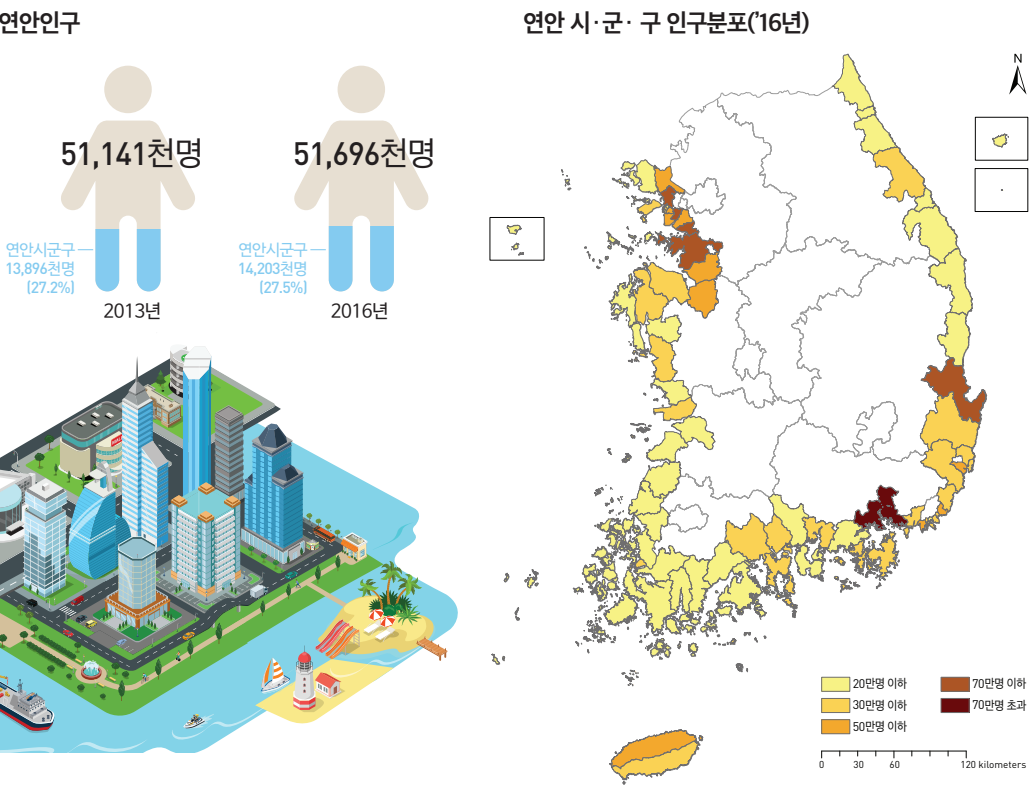 연안인구
51,141천명
연안시군구
13,896천명
(27.2%)
2013년
51,696천명
연안시군구
14,203천명
(27.5%)
2016년
연안 시·군· 구 인구분포('16년)
N
20만명 이하
30만명 이하
50만명 이하
70만명 이하
70만명 초과
0 30 60 120 kilometers